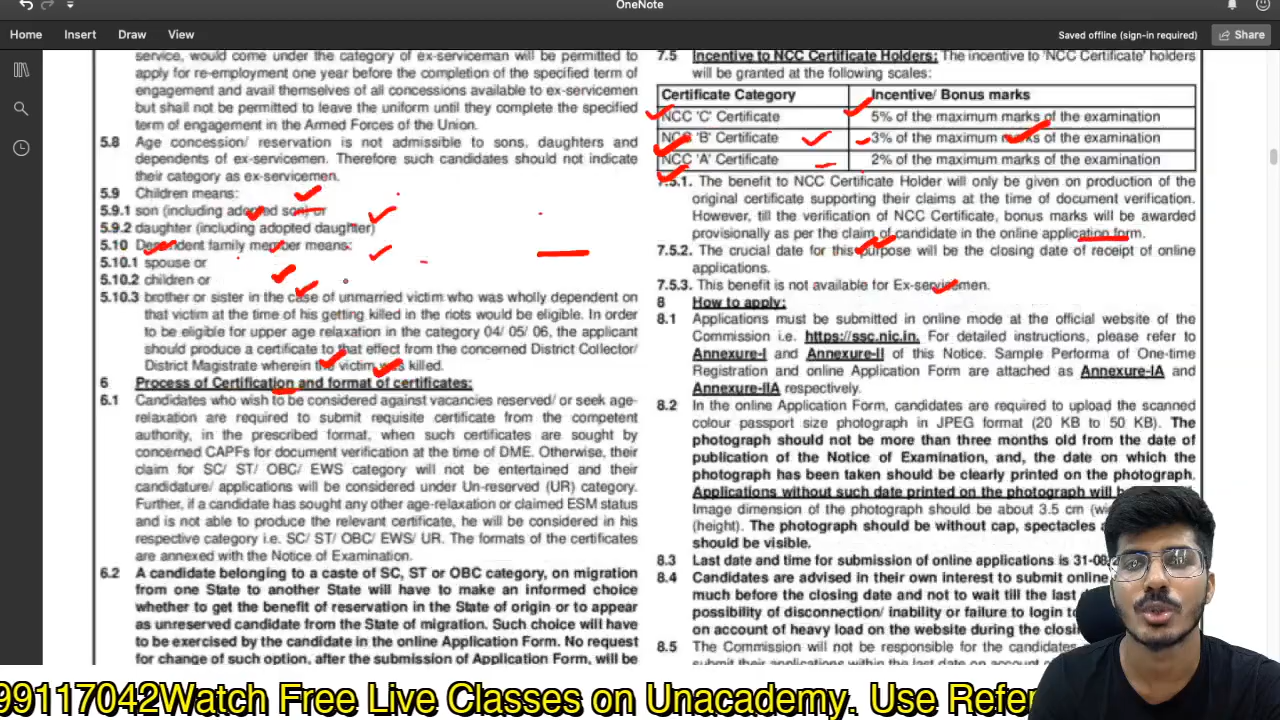 OneNote
Home Insert Draw View
Saved offline (sign-in required) Share
service, would come under the category of ex-serviceman will be permitted to
apply for re-employment one year before the completion of the specified term of
engagement and avail themselves of all concessions available to ex-servicemen
but shall not be permitted to leave the uniform until they complete the specified
term of engagement in the Armed Forces of the Union.
5.8 Age concession/ reservation is not admissible to sons, daughters and
dependents of ex-servicemen. Therefore such candidates should not indicate
their category as ex-servicemen.
5.9 Children means:
5.9.1 son (including adopted son) or
5.9.2 daughter (including adopted daughter)
5.10 Dependent family member means:
5.10.1 spouse or
5.10.2 children or
5.10.3 brother or sister in the case of unmarried victim who was wholly dependent on
that victim at the time of his getting killed in the riots would be eligible. In order
to be eligible for upper age relaxation in the category 04/ 05/ 06, the applicant
should produce a certificate to that effect from the concerned District Collector/
District Magistrate wherein the victim was killed.
6 Process of Certification and format of certificates:
6.1 Candidates who wish to be considered against vacancies reserved/ or seek age-
relaxation are required to submit requisite certificate from the competent
authority, in the prescribed format, when such certificates are sought by
concerned CAPFs for document verification at the time of DME. Otherwise, their
claim for SC/ ST/ OBC/ EWS category will not be entertained and their
candidature/ applications will be considered under Un-reserved (UR) category.
Further, if a candidate has sought any other age-relaxation or claimed ESM status
and is not able to produce the relevant certificate, he will be considered in his
respective category i.e. SC/ ST/ OBC/ EWS/ UR. The formats of the certificates
are annexed with the Notice of Examination.
6.2 A candidate belonging to a caste of SC, ST or OBC category, on migration
from one State to another State will have to make an informed choice
whether to get the benefit of reservation in the State of origin or to appear
as unreserved candidate from the State of migration. Such choice will have
to be exercised by the candidate in the online Application Form. No request
for change of such option, after the submission of Application Form, will be
7.5 Incentive to NCC Certificate Holders: The incentive to 'NCC Certificate' holders
will be granted at the following scales:
Certificate Category Incentive/ Bonus marks
NCC 'C' Certificate 5% of the maximum marks of the examination
NCC 'B' Certificate 3% of the maximum marks of the examination
NCC 'A' Certificate 2% of the maximum marks of the examination
7.5.1. The benefit to NCC Certificate Holder will only be given on production of the
original certificate supporting their claims at the time of document verification.
However, till the verification of NCC Certificate, bonus marks will be awarded
provisionally as per the claim of candidate in the online application form.
7.5.2. The crucial date for this purpose will be the closing date of receipt of online
applications.
7.5.3. This benefit is not available for Ex-servicemen.
8 How to apply:
8.1 Applications must be submitted in online mode at the official website of the
Commission i.e. https://ssc.nic.in. For detailed instructions, please refer to
Annexure-I and Annexure-II of this Notice. Sample Performa of One-time
Registration and online Application Form are attached as Annexure-IA and
Annexure-IIA respectively.
8.2 In the online Application Form, candidates are required to upload the scanned
colour passport size photograph in JPEG format (20 KB to 50 KB). The
photograph should not be more than three months old from the date of
publication of the Notice of Examination, and, the date on which the
photograph has been taken should be clearly printed on the photograph.
Applications without such date printed on the photograph will
Image dimension of the photograph should be about 3.5 cm
(height). The photograph should be without cap, spectacles
should be visible.
8.3 Last date and time for submission of online applications is 31-08
8.4 Candidates are advised in their own interest to submit online
much before the closing date and not to wait till the last
possibility of disconnection/ inability or failure to login
on account of heavy load on the website during the
8.5 The Commission will not be responsible for the candidates
submit their applications within the last date on account
99117042Watch Free Live Classes on Unacademy. Use Refer